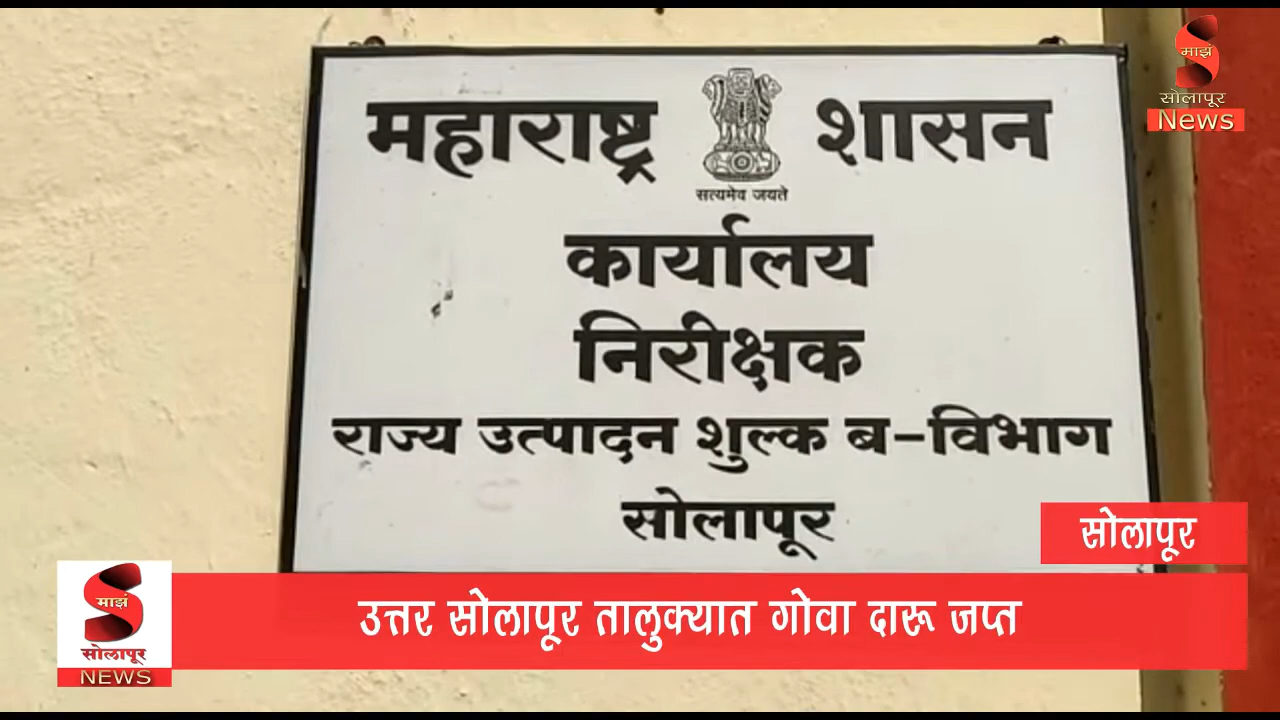 माझं
सोलापूर
News
महाराष्ट्र शासन
सत्यमेव जयते
कार्यालय
निरीक्षक
राज्य उत्पादन शुल्क ब-विभाग
सोलापूर
सोलापूर
माझं
सोलापूर
NEWS
उत्तर सोलापूर तालुक्यात गोवा दारू जप्त